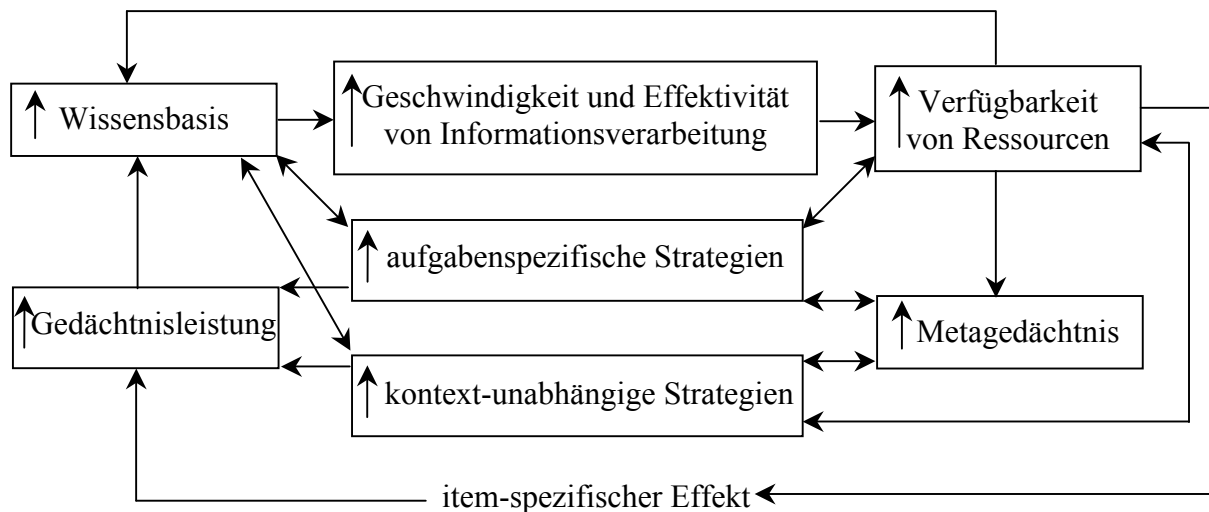 Wissensbasis
Geschwindigkeit und Effektivität
von Informationsverarbeitung
Verfügbarkeit
von Ressourcen
aufgabenspezifische Strategien
Gedächtnisleistung
Metagedächtnis
kontext-unabhängige Strategien
item-spezifischer Effekt